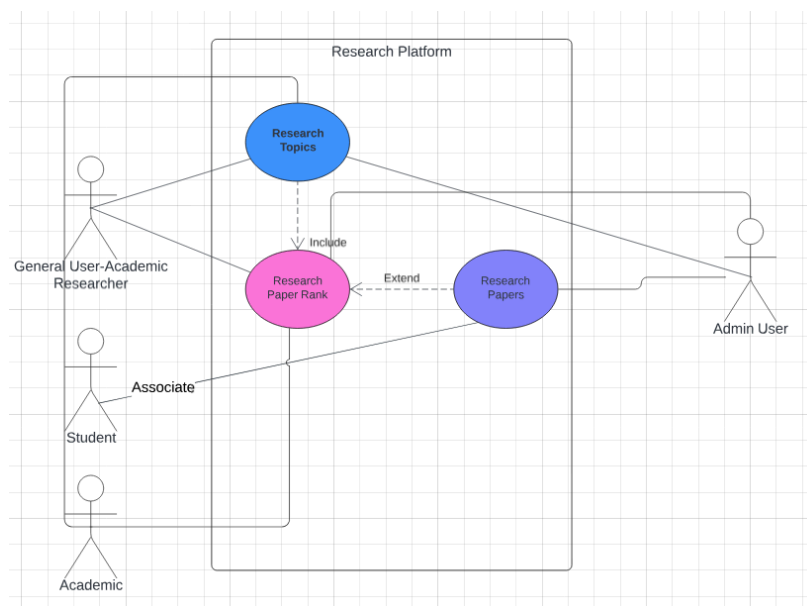 Research Platform
Research
Topics
Include
General User-Academic
Researcher
Research
Paper Rank
Extend
Research
Papers
Admin User
Associate
Student
Academic